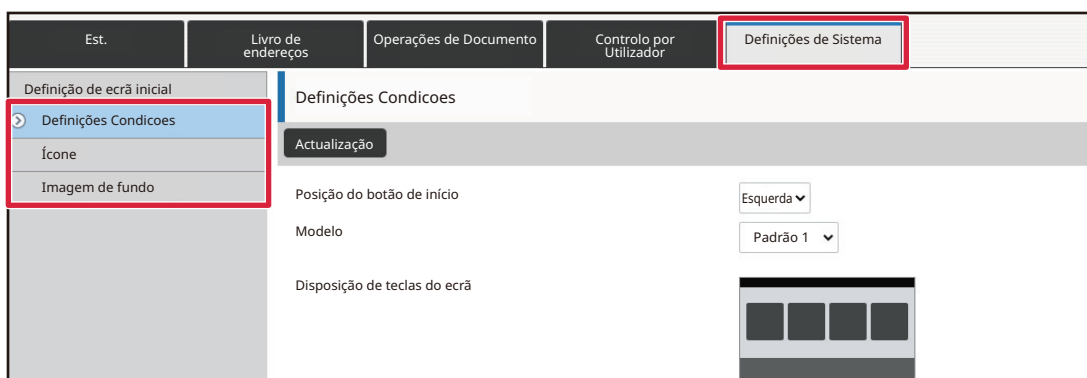 Est.
Livro de
endereços
Operações de Documento
Controlo por
Utilizador
Definições de Sistema
Definição de ecrã inicial
Definições Condicoes
Ícone
Imagem de fundo
Definições Condicoes
Actualização
Posição do botão de início
Esquerda
Modelo
Padrão 1
Disposição de teclas do ecrã